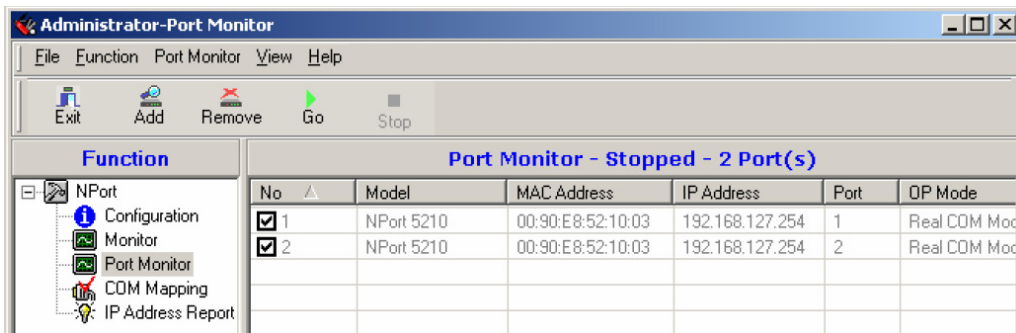 Administrator-Port Monitor
File Function Port Monitor View Help
Exit Add Remove Go Stop
Function
NPort
Configuration
Monitor
Port Monitor
COM Mapping
IP Address Report
Port Monitor - Stopped - 2 Port(s)
No Model MAC Address IP Address Port OP Mode
1 NPort 5210 00:90:E8:52:10:03 192.168.127.254 1 Real COM Moc
2 NPort 5210 00:90:E8:52:10:03 192.168.127.254 2 Real COM Moc